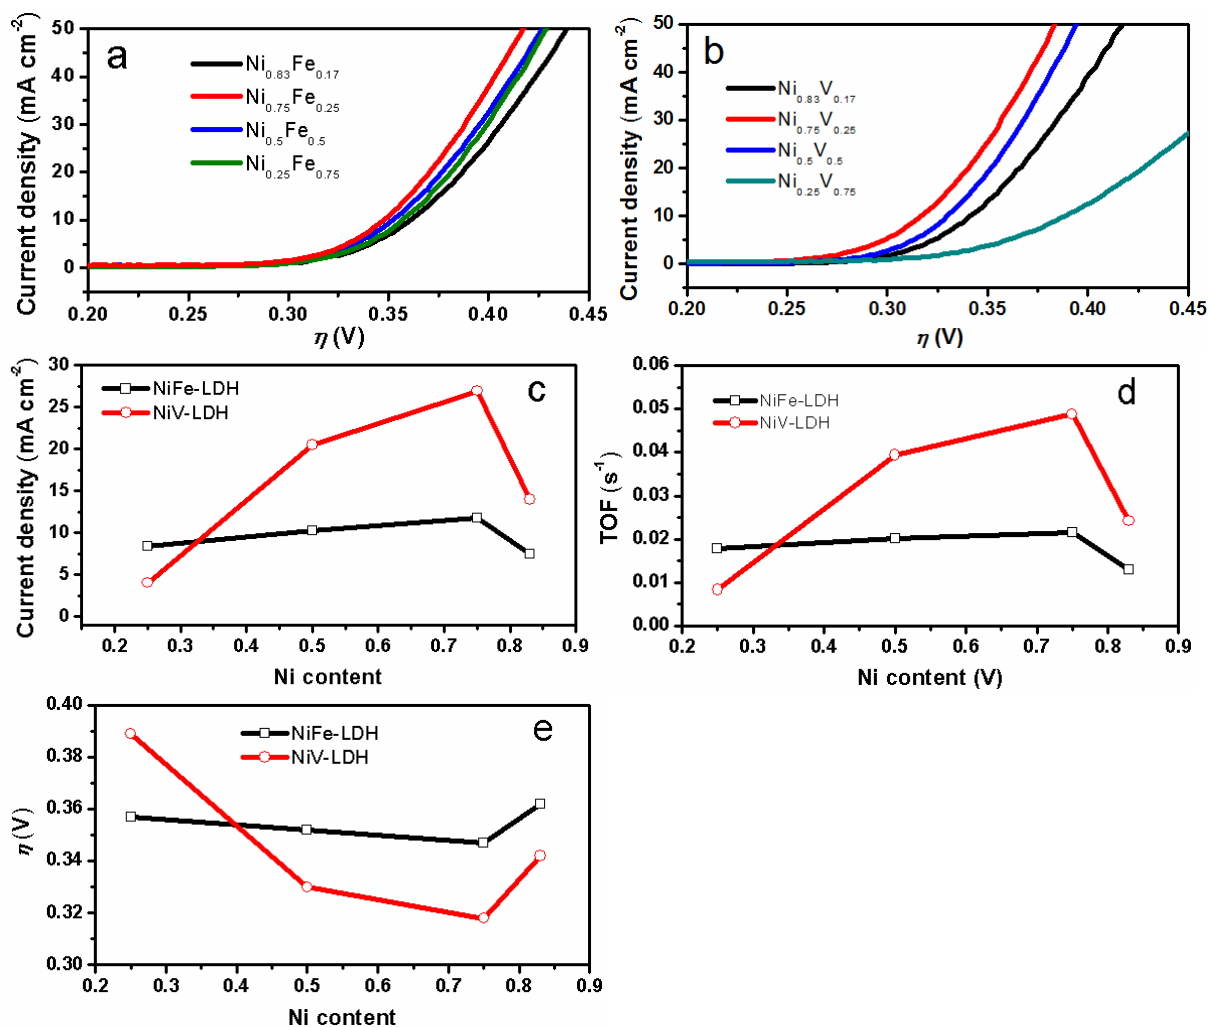 a
Current density (mA cm-2)
50
40
30
20
10
0
Ni0.83Fe0.17
Ni0.75Fe0.25
Ni0.5Fe0.5
Ni0.25Fe0.75
0.20 0.25 0.30 0.35 0.40 0.45
η (V)
b
Current density (mA cm-2)
50
40
30
20
10
0
Ni0.83V0.17
Ni0.75V0.25
Ni0.5V0.5
Ni0.25V0.75
0.20 0.25 0.30 0.35 0.40 0.45
η (V)
c
Current density (mA cm-2)
30
25
20
15
10
5
0
NiFe-LDH
NiV-LDH
0.2 0.3 0.4 0.5 0.6 0.7 0.8 0.9
Ni content
d
TOF (s-1)
0.06
0.05
0.04
0.03
0.02
0.01
0.00
NiFe-LDH
NiV-LDH
0.2 0.3 0.4 0.5 0.6 0.7 0.8 0.9
Ni content (V)
e
η (V)
0.40
0.38
0.36
0.34
0.32
0.30
NiFe-LDH
NiV-LDH
0.2 0.3 0.4 0.5 0.6 0.7 0.8 0.9
Ni content